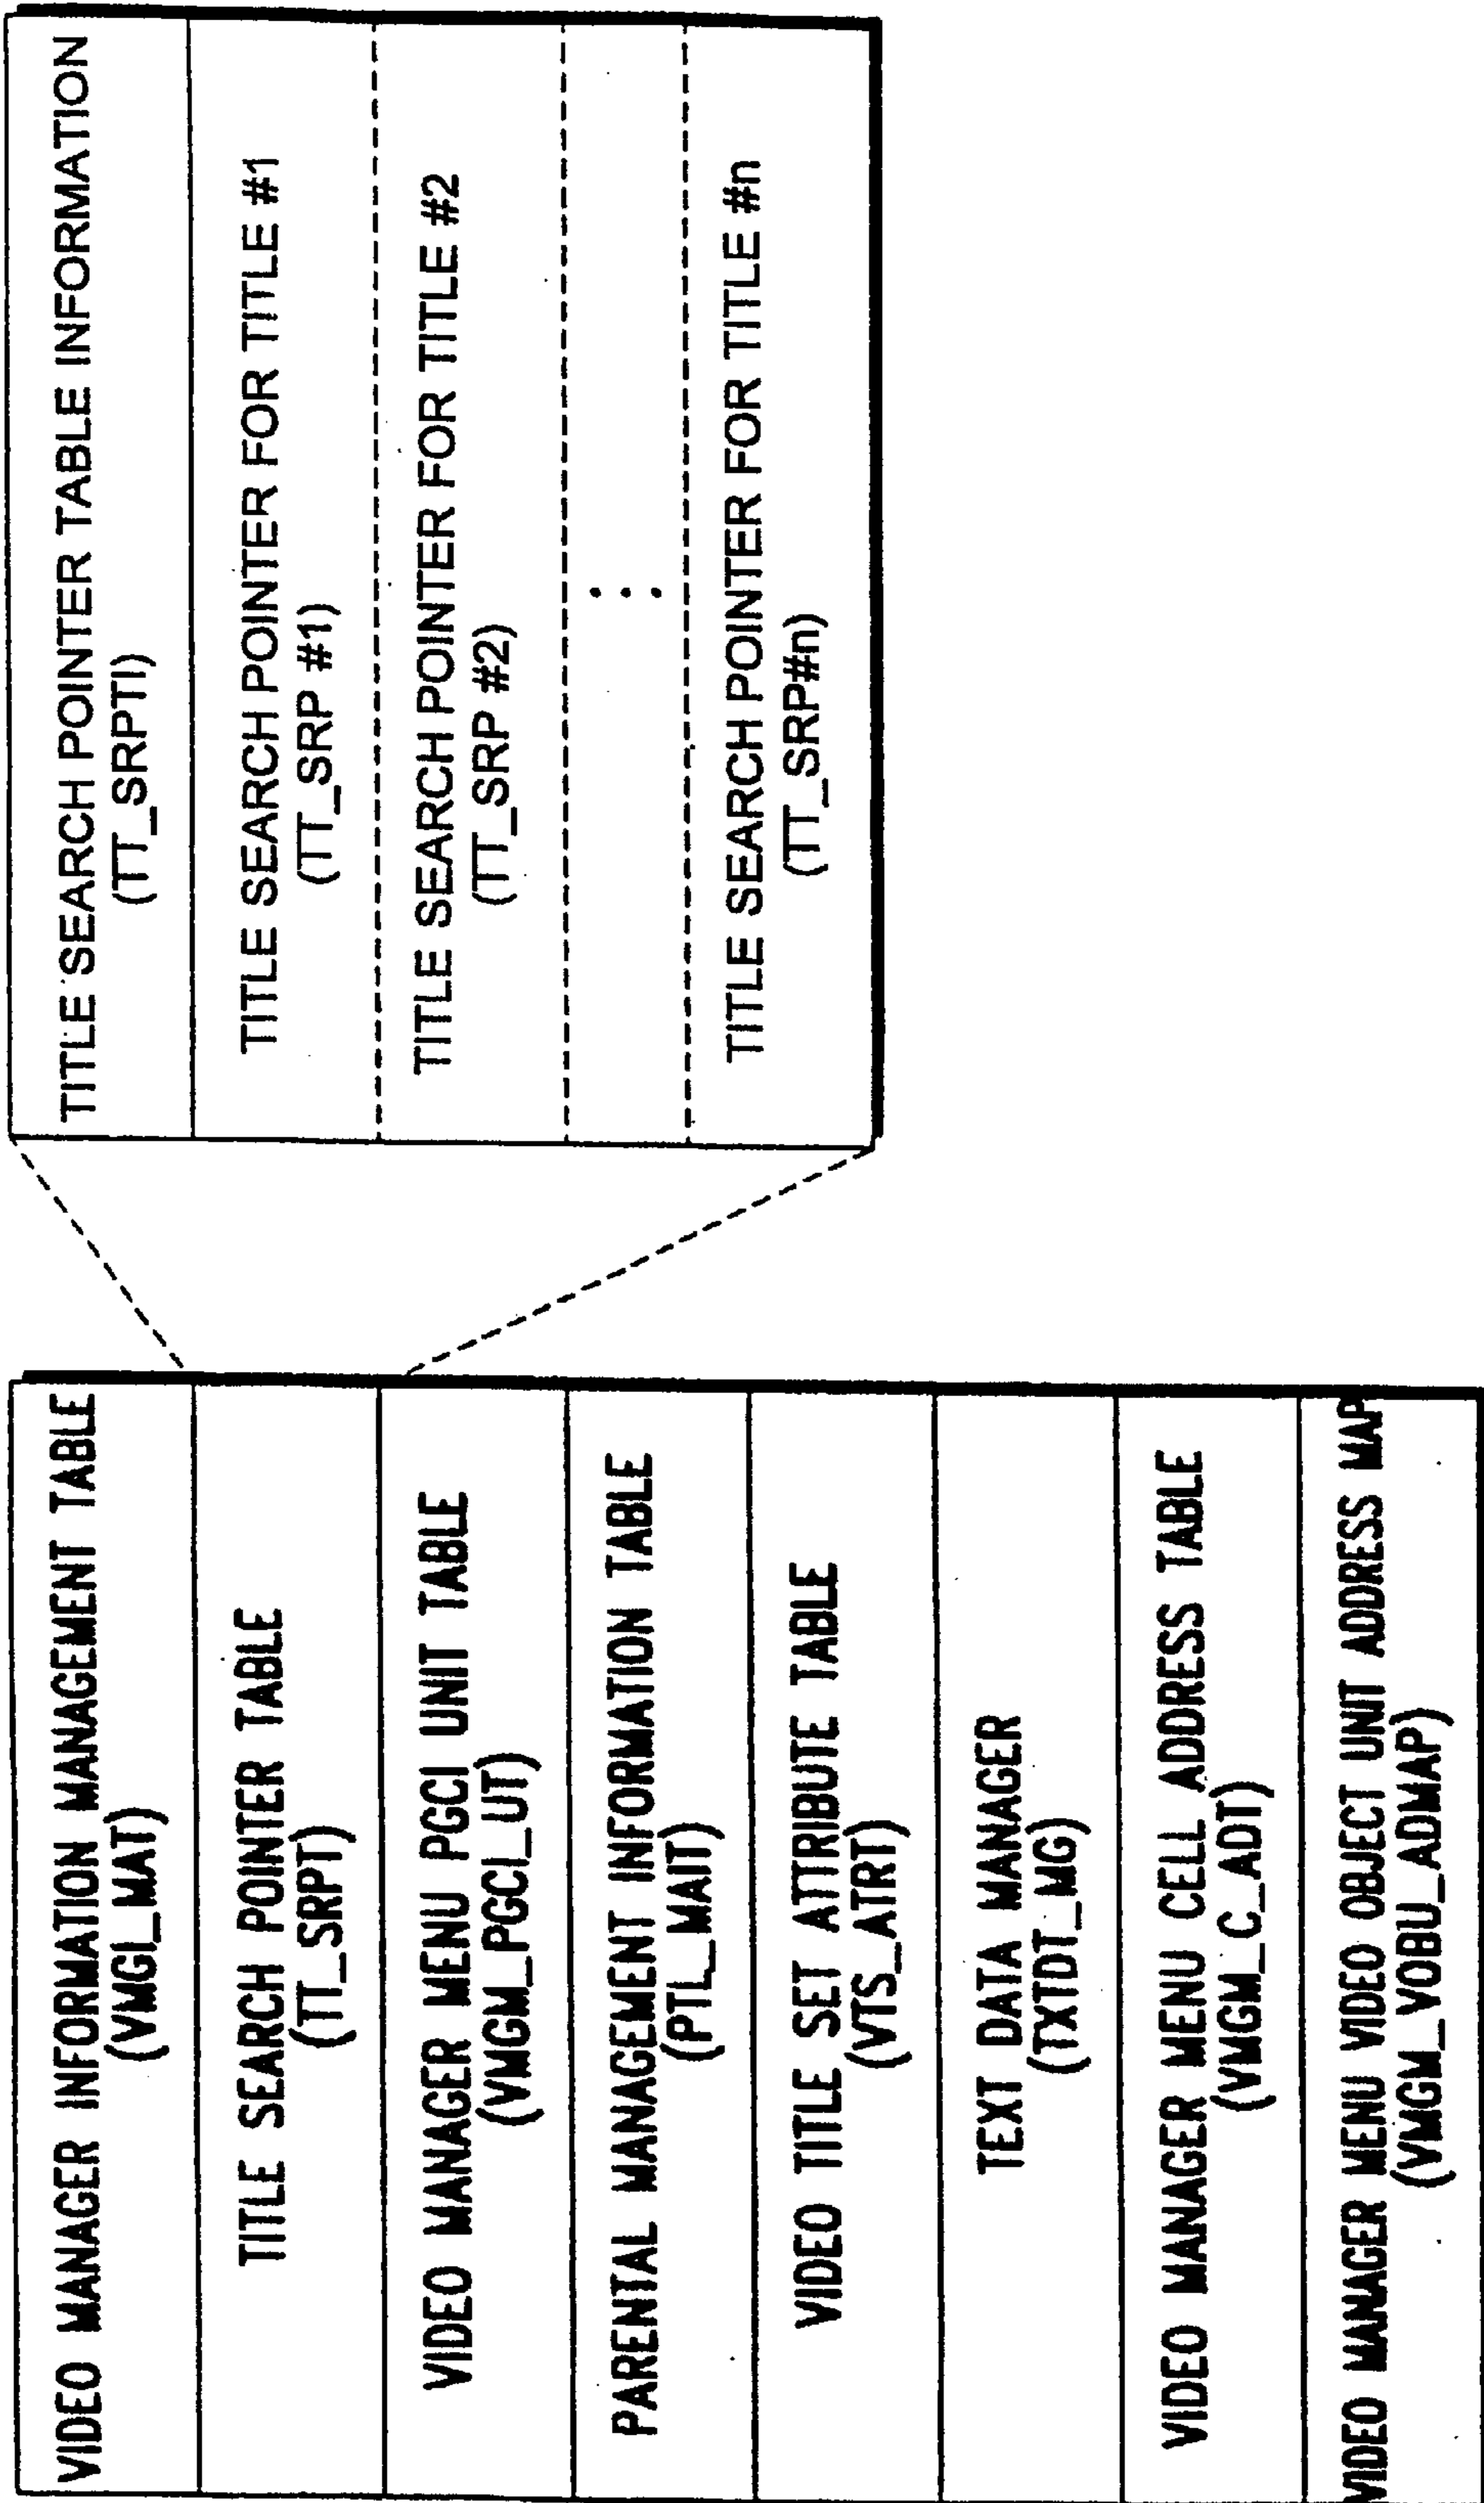 VIDEO MANAGER INFORMATION MANAGEMENT TABLE
(VMGI_MAT)
TITLE SEARCH POINTER TABLE
(TT_SRPT)
VIDEO MANAGER MENU PGCI UNIT TABLE
(VMGM_PGCI_UT)
PARENTAL MANAGEMENT INFORMATION TABLE
(PTL_MAIT)
VIDEO TITLE SET ATTRIBUTE TABLE
(VTS_ATRT)
TEXT DATA MANAGER
(TXTDT_MG)
VIDEO MANAGER MENU CELL ADDRESS TABLE
(VMGM_C_ADT)
VIDEO MANAGER MENU VIDEO OBJECT UNIT ADDRESS MAP
(VMGM_VOBU_ADMAP)
TITLE SEARCH POINTER TABLE INFORMATION
(TT_SRPTI)
TITLE SEARCH POINTER FOR TITLE #1
(TT_SRP #1)
TITLE SEARCH POINTER FOR TITLE #2
(TT_SRP #2)
TITLE SEARCH POINTER FOR TITLE #n
(TT_SRP#n)